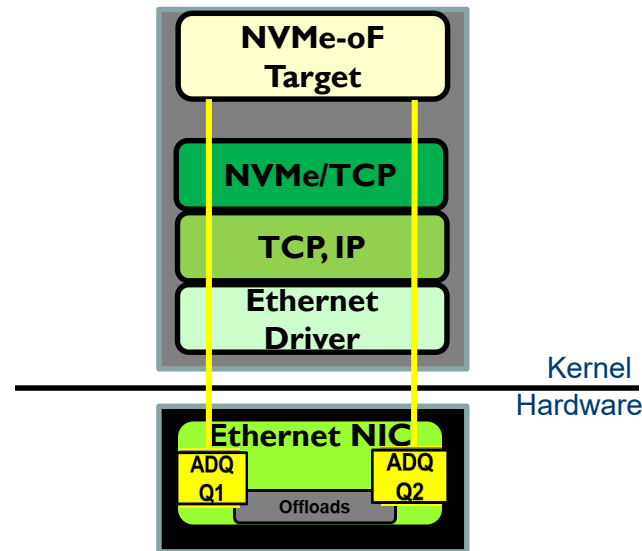 NVMe-oF
Target
NVMe/TCP
TCP, IP
Ethernet
Driver
Kernel
Hardware
Ethernet NIC
ADQ
Q1
ADQ
Q2
Offloads